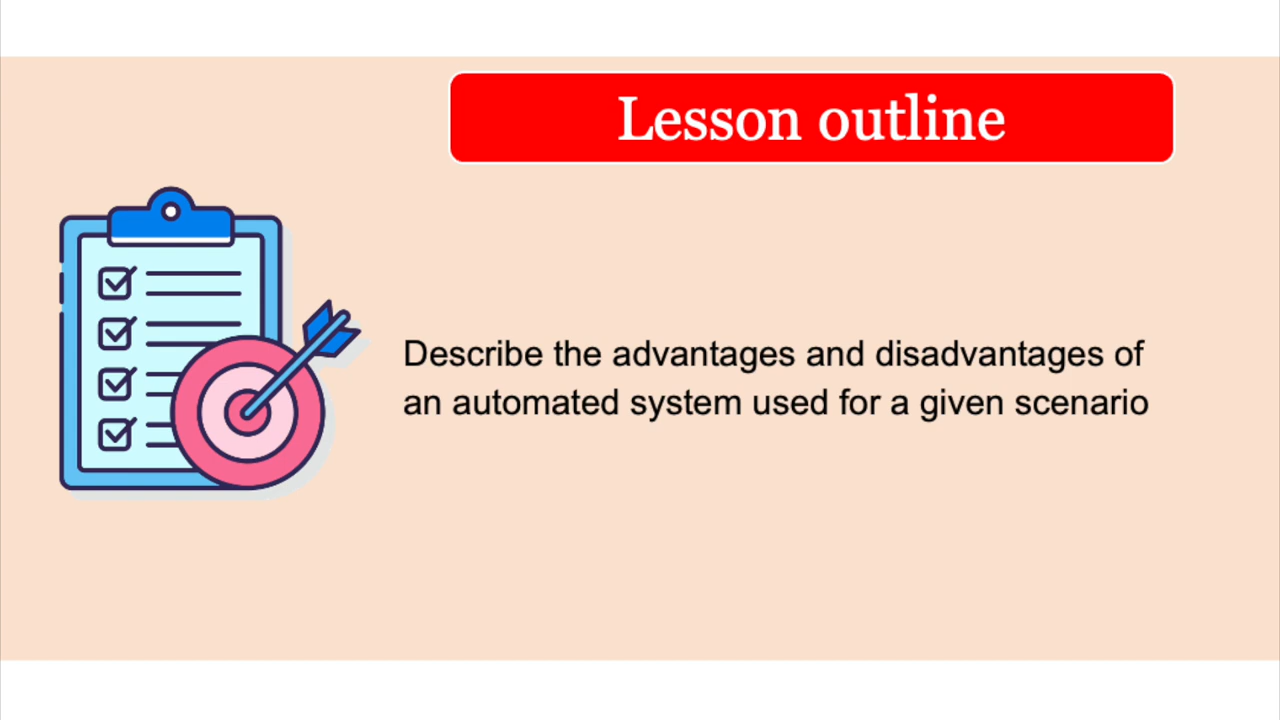 Lesson outline
Describe the advantages and disadvantages of
an automated system used for a given scenario